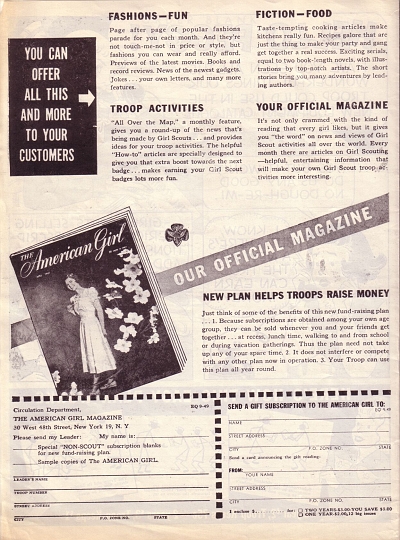 YOU CAN
OFFER
ALL THIS
AND MORE
TO YOUR
CUSTOMERS
FASHIONS—FUN
Page after page of popular fashions
parade for you each month. And they're
not touch-me-not in price or style, but
fashions you can wear and really afford.
Previews of the latest movies. Books and
record reviews. News of the newest gadgets.
Jokes . . . your own letters, and many more
features.
FICTION—FOOD
Taste-tempting cooking articles make
kitchens really fun. Recipes galore that are
just the thing to make your party and gang
get together a real success. Exciting serials,
equal to two book-length novels, with illus-
trations by top-notch artists. The short
stories bring you many adventures by lead-
ing authors.
TROOP ACTIVITIES
"All Over the Map," a monthly feature,
gives you a round-up of the news that's
being made by Girl Scouts . . . and provides
ideas for your troop activities. The helpful
"How-to" articles are specially designed to
give you that extra boost towards the next
badge . . . makes earning your Girl Scout
badges lots more fun.
YOUR OFFICIAL MAGAZINE
It's not only crammed with the kind of
reading that every girl likes, but it gives
you "the word" on news and views of Girl
Scout activities all over the world. Every
month there are articles on Girl Scouting
—helpful, entertaining information that
will make your own Girl Scout troop ac-
tivities more interesting.
THE
American Girl
OUR OFFICIAL MAGAZINE
NEW PLAN HELPS TROOPS RAISE MONEY
Just think of some of the benefits of this new fund-raising plan
. . . 1. Because subscriptions are obtained among your own age
group, they can be sold whenever you and your friends get
together . . . at recess, lunch time, walking to and from school
or during vacation gatherings. Thus the plan need not take
up any of your space time. 2. It does not interfere or compete
with any other plan now in operation. 3. Your Troop can use
this plan all year round.
Circulation Department, EQ 9-49
THE AMERICAN GIRL MAGAZINE
30 West 48th Street, New York 19, N. Y
Please send my Leader: My name is:
Special "NON-SCOUT" subscription blanks
for new fund-raising plan.
Sample copies of The AMERICAN GIRL.
LEADER'S NAME
TROOP NUMBER
STREET ADDRESS
CITY P.O. ZONE-NO. STATE
SEND A GIFT SUBSCRIPTION TO THE AMERICAN GIRL TO:
EQ 9-49
NAME
STREET ADDRESS
CITY P.O. ZONE NO. STATE
Send a card announcing the gift reading:
FROM:
YOUR NAME
STREET ADDRESS
CITY P.O. ZONE NO. STATE
I enclose $ for: TWO YEARS-$3.00 YOU SAVE $1.00
ONE YEAR-$2.00, 12 big issues